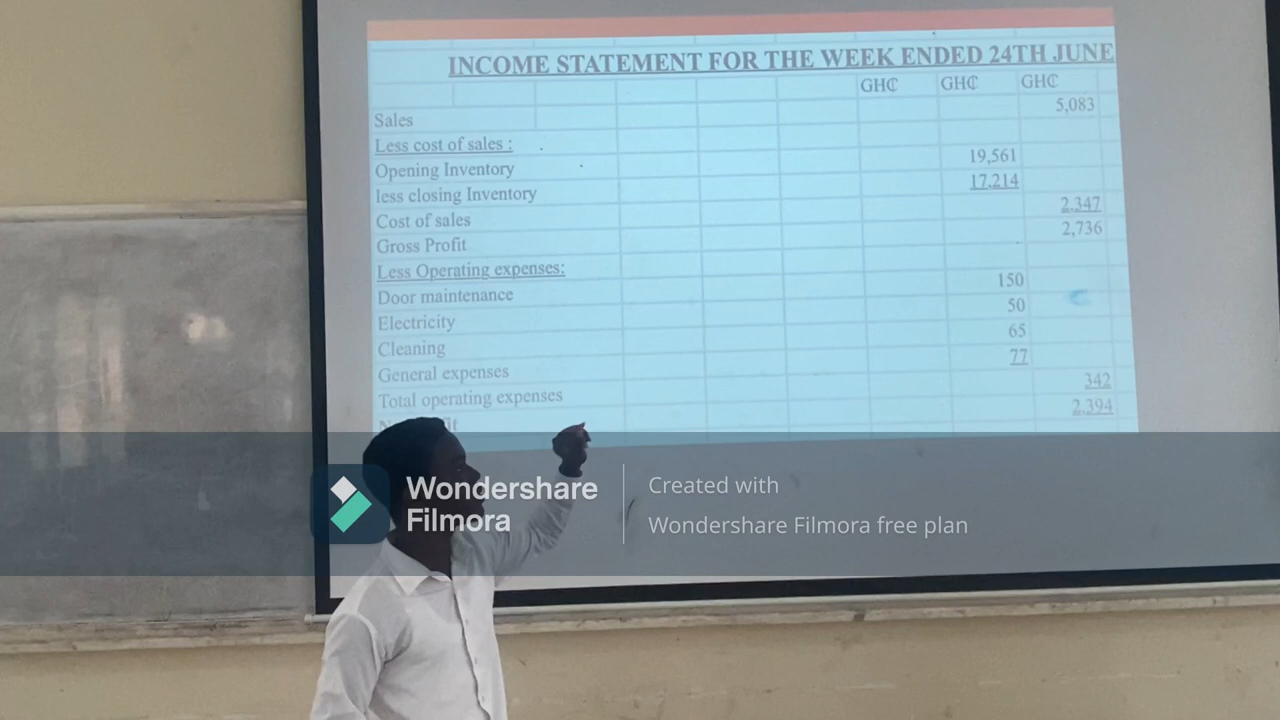 INCOME STATEMENT FOR THE WEEK ENDED 24TH JUNE
GH₵ GH₵ GH₵
Sales 5,083
Less cost of sales :
Opening Inventory 19,561
less closing Inventory 17,214
Cost of sales 2,347
Gross Profit 2,736
Less Operating expenses:
Door maintenance 150
Electricity 50
Cleaning 65
General expenses 77
Total operating expenses 342
2,394
Wondershare
Filmora
Created with
Wondershare Filmora free plan